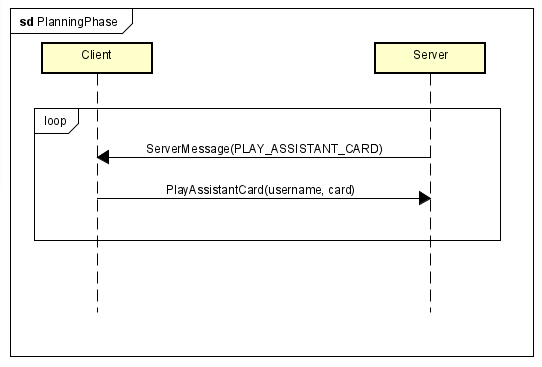 sd PlanningPhase
Client
Server
loop
ServerMessage(PLAY_ASSISTANT_CARD)
PlayAssistantCard(username, card)